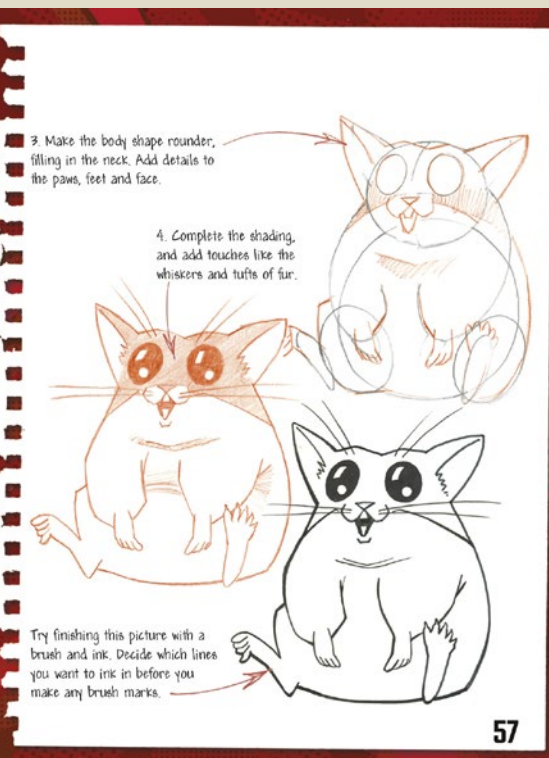 3. Make the body shape rounder,
filling in the neck. Add details to
the paws, feet and face.
4. Complete the shading,
and add touches like the
whiskers and tufts of fur.
Try finishing this picture with a
brush and ink. Decide which lines
you want to ink in before you
make any brush marks.
57